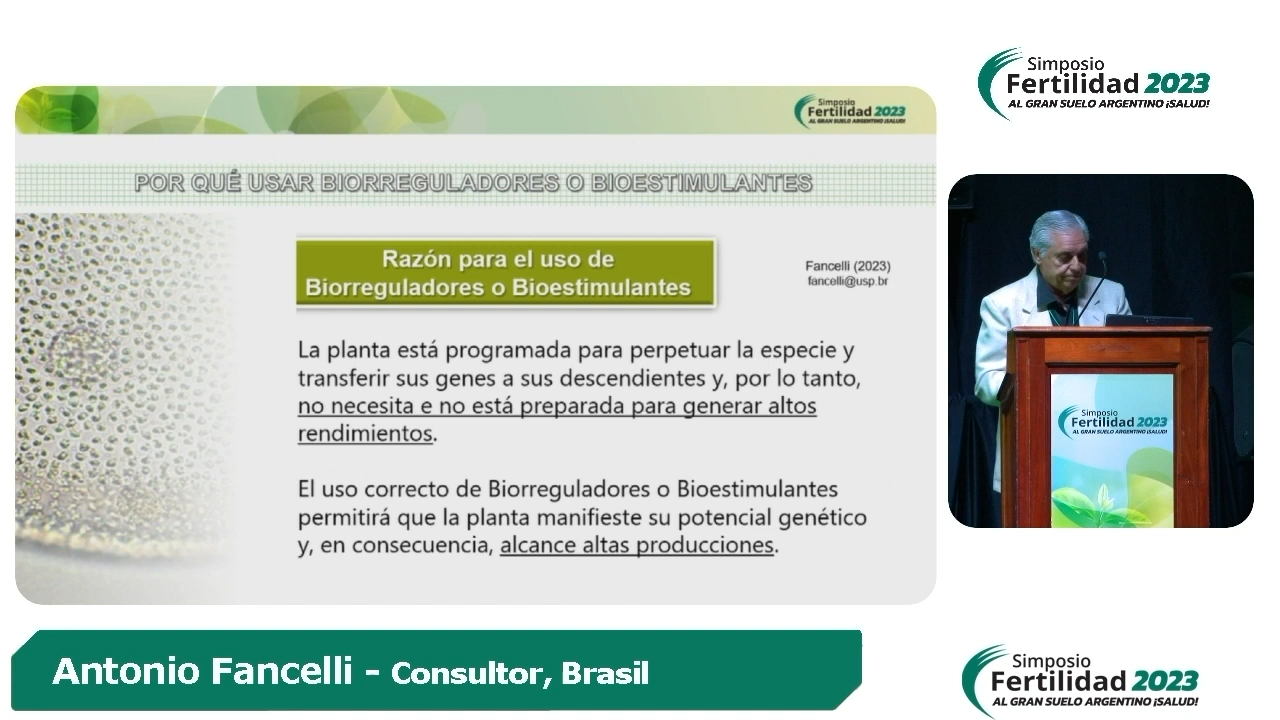 Simposio
Fertilidad 2023
AL GRAN SUELO ARGENTINO ¡SALUD!
Simposio
Fertilidad 2023
AL GRAN SUELO ARGENTINO ¡SALUD!
POR QUÉ USAR BIORREGULADORES O BIOESTIMULANTES
Razón para el uso de
Biorreguladores o Bioestimulantes
Fancelli (2023)
fancelli@usp.br
La planta está programada para perpetuar la especie y
transferir sus genes a sus descendientes y, por lo tanto,
no necesita e no está preparada para generar altos
rendimientos.
El uso correcto de Biorreguladores o Bioestimulantes
permitirá que la planta manifieste su potencial genético
y, en consecuencia, alcance altas producciones.
Simposio
Fertilidad 2023
AL GRAN SUELO ARGENTINO ¡SALUD!
Antonio Fancelli - Consultor, Brasil
Simposio
Fertilidad 2023
AL GRAN SUELO ARGENTINO ¡SALUD!